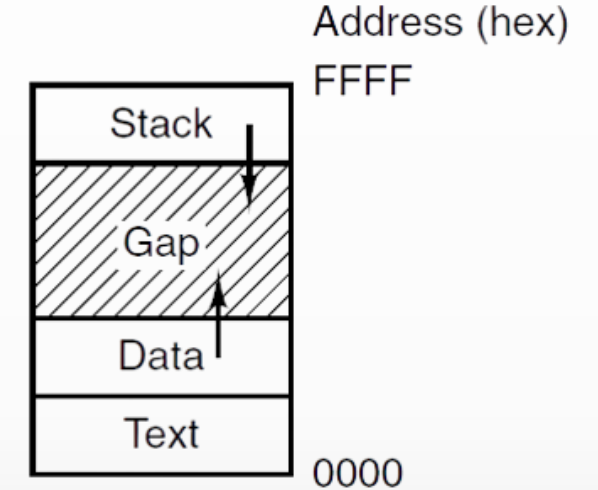 Address (hex)
FFFF
Stack
Gap
Data
Text
0000